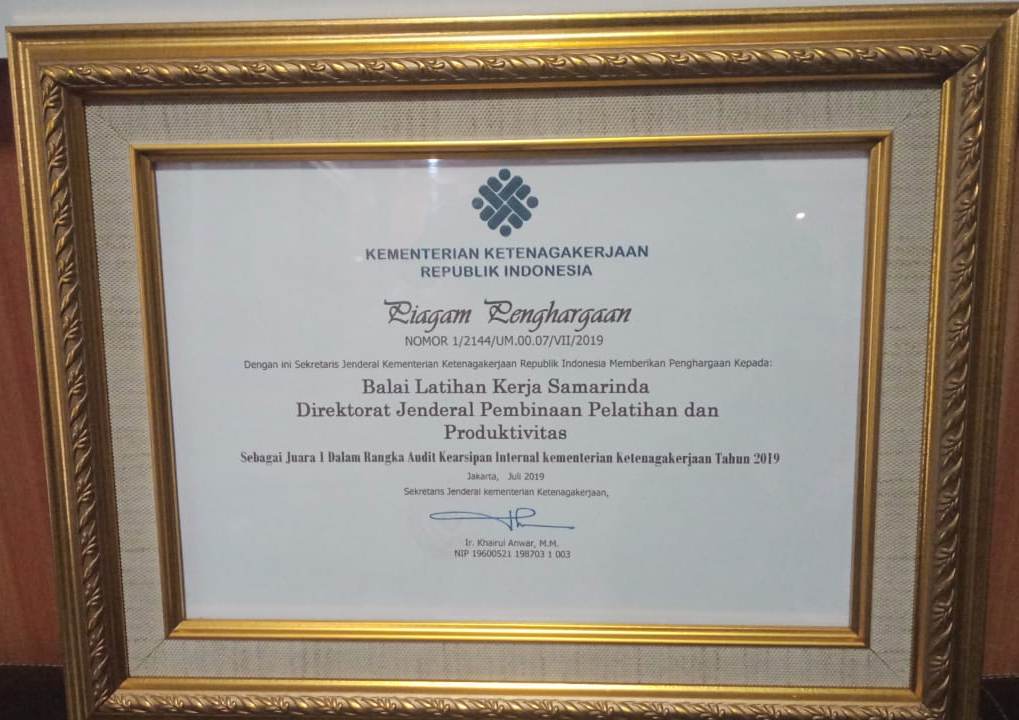 KEMENTERIAN KETENAGAKERJAAN
REPUBLIK INDONESIA
Piagam Penghargaan
NOMOR 1/2144/UM.00.07/VII/2019
Dengan ini Sekretaris Jenderal Kementerian Ketenagakerjaan Republik Indonesia Memberikan Penghargaan Kepada:
Balai Latihan Kerja Samarinda
Direktorat Jenderal Pembinaan Pelatihan dan
Produktivitas
Sebagai Juara 1 Dalam Rangka Audit Kearsipan Internal kementerian Ketenagakerjaan Tahun 2019
Jakarta, Juli 2019
Sekretaris Jenderal kementerian Ketenagakerjaan,
Ir. Khairul Anwar, M.M.
NIP 19600521 198703 1 003